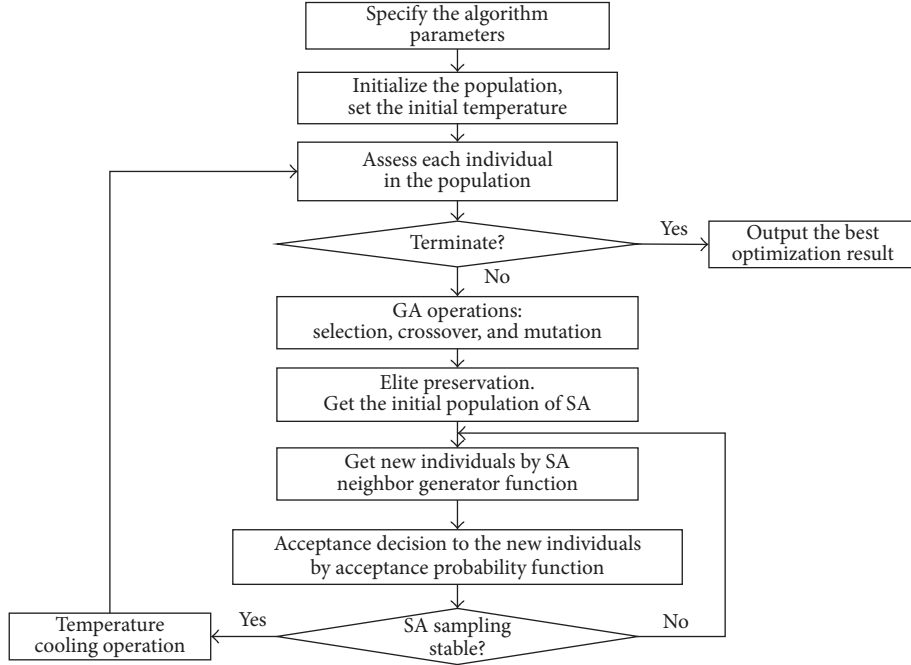 Specify the algorithm
parameters
Initialize the population,
set the initial temperature
Assess each individual
in the population
Terminate?
Yes
Output the best
optimization result
No
GA operations:
selection, crossover, and mutation
Elite preservation.
Get the initial population of SA
Get new individuals by SA
neighbor generator function
Acceptance decision to the new individuals
by acceptance probability function
SA sampling
stable?
Yes
No
Temperature
cooling operation